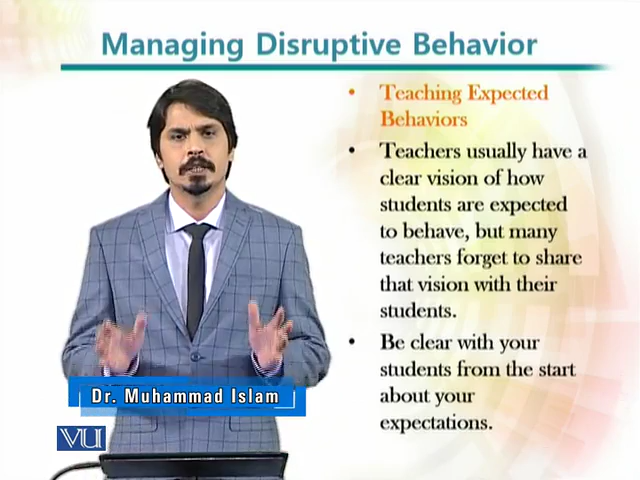 Managing Disruptive Behavior
• Teaching Expected
Behaviors
• Teachers usually have a
clear vision of how
students are expected
to behave, but many
teachers forget to share
that vision with their
students.
• Be clear with your
students from the start
about your
expectations.
Dr. Muhammad Islam
VU